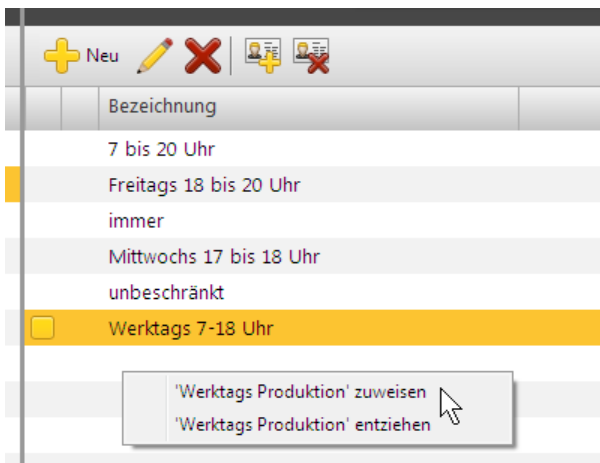 Neu
Bezeichnung
7 bis 20 Uhr
Freitags 18 bis 20 Uhr
immer
Mittwochs 17 bis 18 Uhr
unbeschränkt
Werktags 7-18 Uhr
'Werktags Produktion' zuweisen
'Werktags Produktion' entziehen